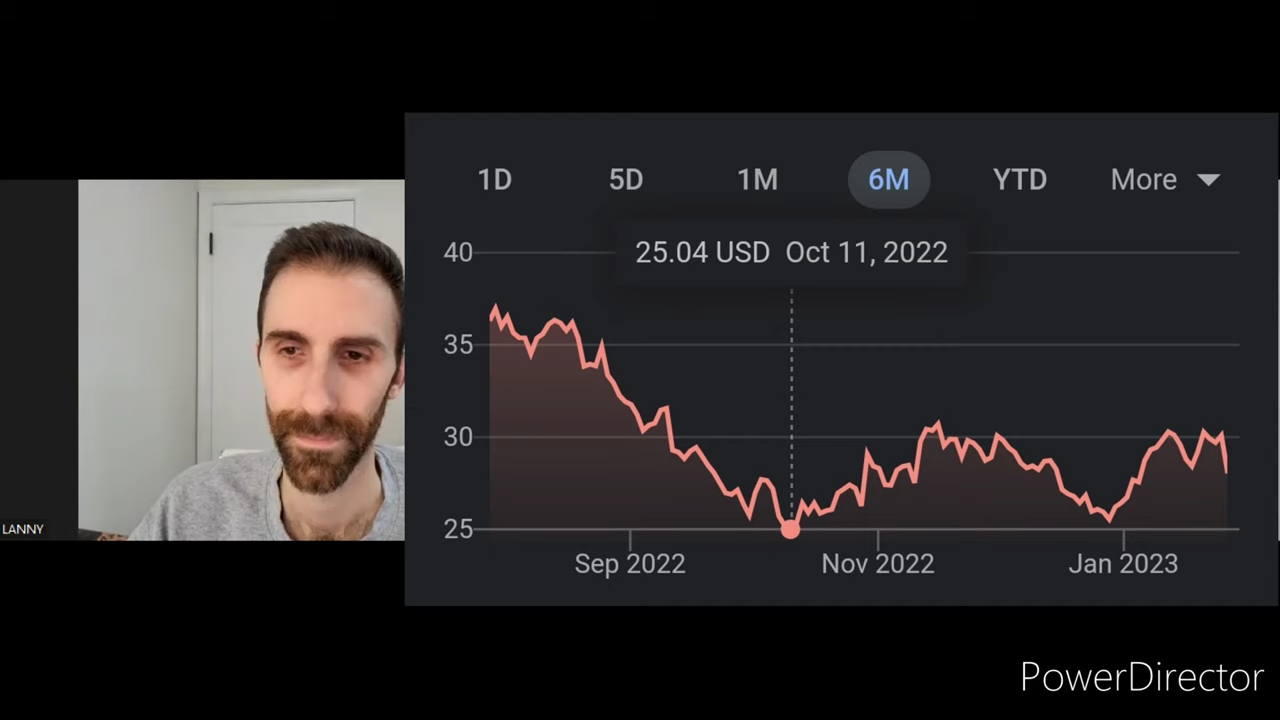 1D 5D 1M 6M YTD More
25.04 USD Oct 11, 2022
40
35
30
25
Sep 2022 Nov 2022 Jan 2023
LANNY
PowerDirector